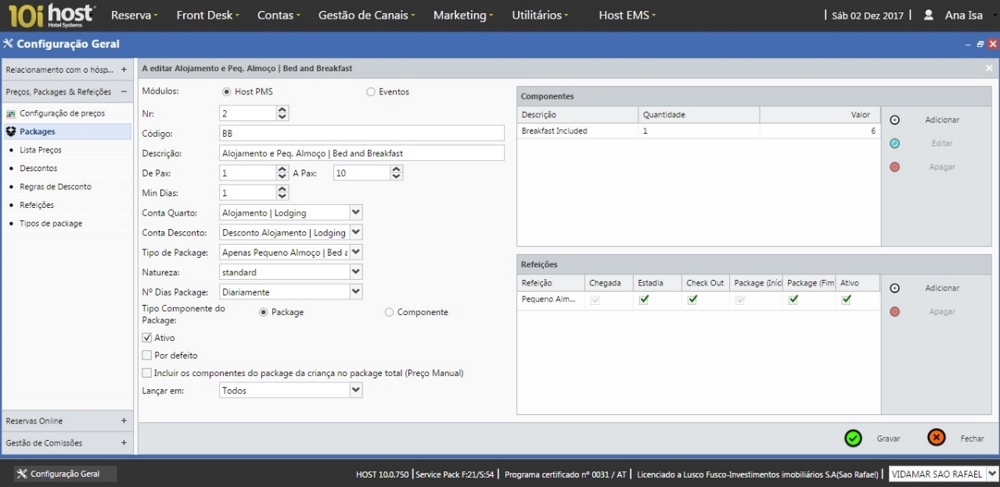 10i host Hotel Systems
Reserva Front Desk Contas Gestão de Canais Marketing Utilitários Host EMS
Sáb 02 Dez 2017 Ana Isa
Configuração Geral
Relacionamento com o hósp... +
Preços, Packages & Refeições −
Configuração de preços
Packages
Lista Preços
Descontos
Regras de Desconto
Refeições
Tipos de package
Reservas Online +
Gestão de Comissões +
A editar Alojamento e Peq. Almoço | Bed and Breakfast
Módulos: Host PMS Eventos
Nr: 2
Código: BB
Descrição: Alojamento e Peq. Almoço | Bed and Breakfast
De Pax: 1 A Pax: 10
Min Dias: 1
Conta Quarto: Alojamento | Lodging
Conta Desconto: Desconto Alojamento | Lodging
Tipo de Package: Apenas Pequeno Almoço | Bed a
Natureza: standard
Nº Dias Package: Diariamente
Tipo Componente do
Package: Package Componente
Ativo
Por defeito
Incluir os componentes do package da criança no package total (Preço Manual)
Lançar em: Todos
Componentes
Descrição Quantidade Valor
Breakfast Included 1 6
Adicionar
Editar
Apagar
Refeições
Refeição Chegada Estadia Check Out Package (Iníci Package (Fim Ativo
Pequeno Alm...
Adicionar
Apagar
Gravar Fechar
Configuração Geral
HOST 10.0.750 | Service Pack F:21/S:54 | Programa certificado nº 0031 / AT | Licenciado a Lusco Fusco-Investimentos imobiliários S.A(Sao Rafael) | VIDAMAR SAO RAFAEL